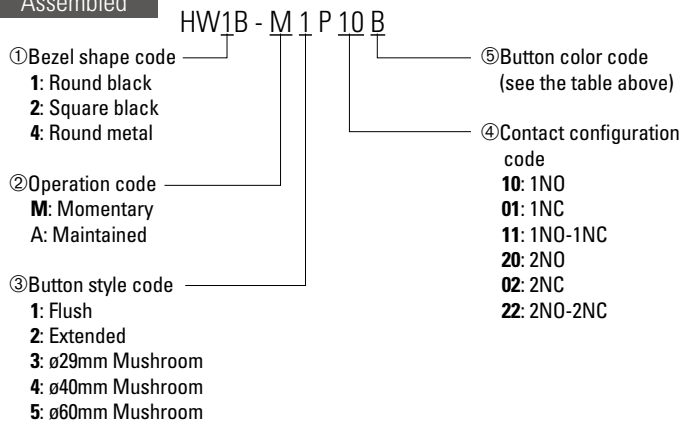 Assembled
HW1B - M 1 P 10 B
①Bezel shape code
1: Round black
2: Square black
4: Round metal
②Operation code
M: Momentary
A: Maintained
③Button style code
1: Flush
2: Extended
3: ø29mm Mushroom
4: ø40mm Mushroom
5: ø60mm Mushroom
⑤Button color code
(see the table above)
④Contact configuration
code
10: 1NO
01: 1NC
11: 1NO-1NC
20: 2NO
02: 2NC
22: 2NO-2NC